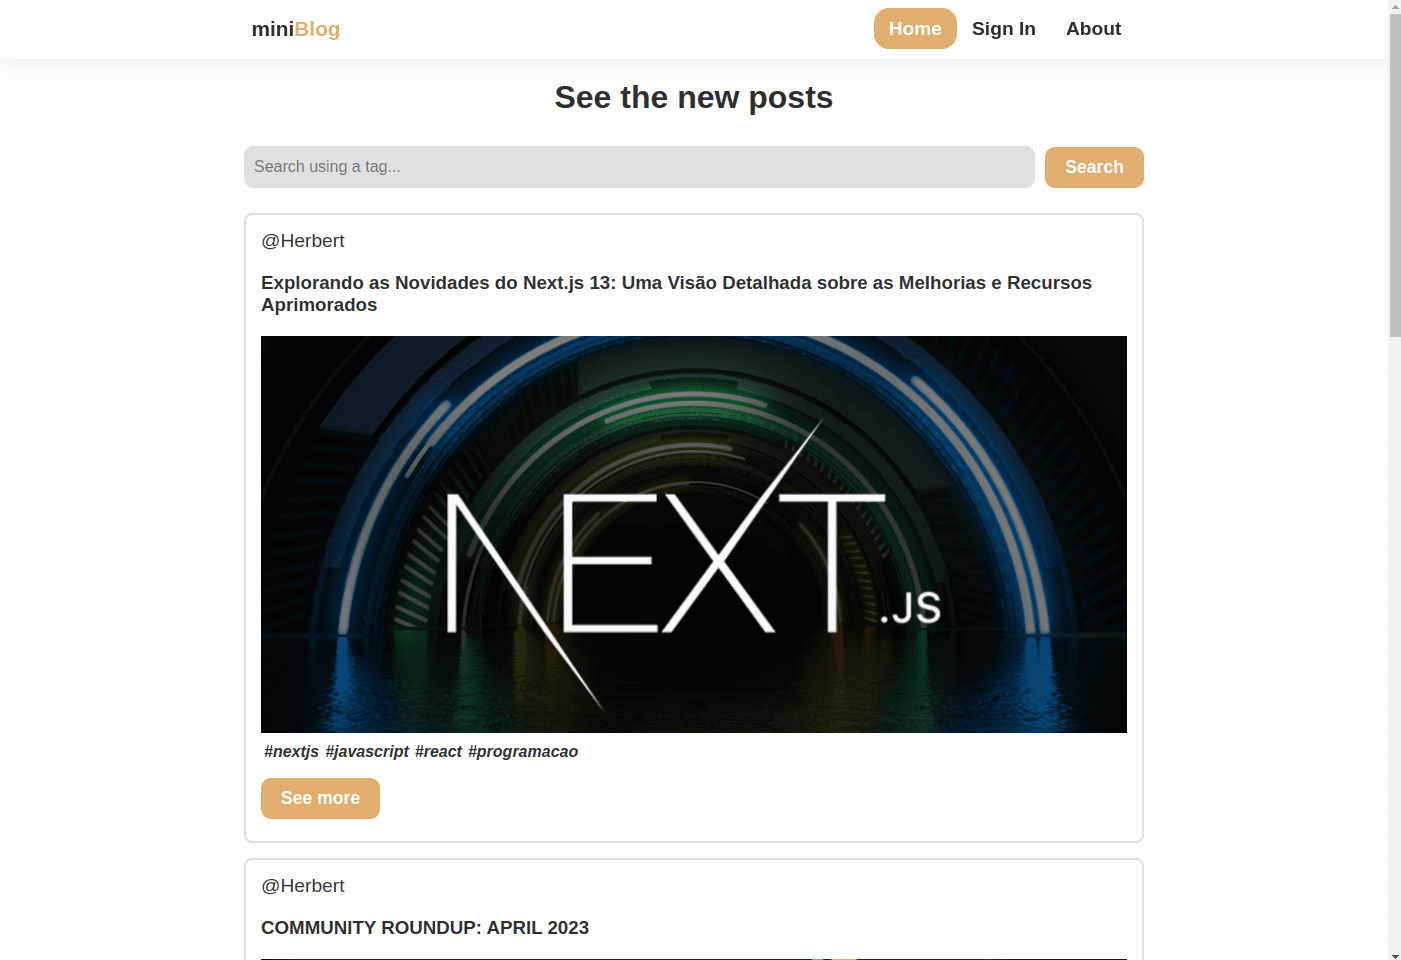 miniBlog
Home Sign In About
See the new posts
Search using a tag...
Search
@Herbert
Explorando as Novidades do Next.js 13: Uma Visão Detalhada sobre as Melhorias e Recursos
Aprimorados
NEXT.JS
#nextjs #javascript #react #programacao
See more
@Herbert
COMMUNITY ROUNDUP: APRIL 2023